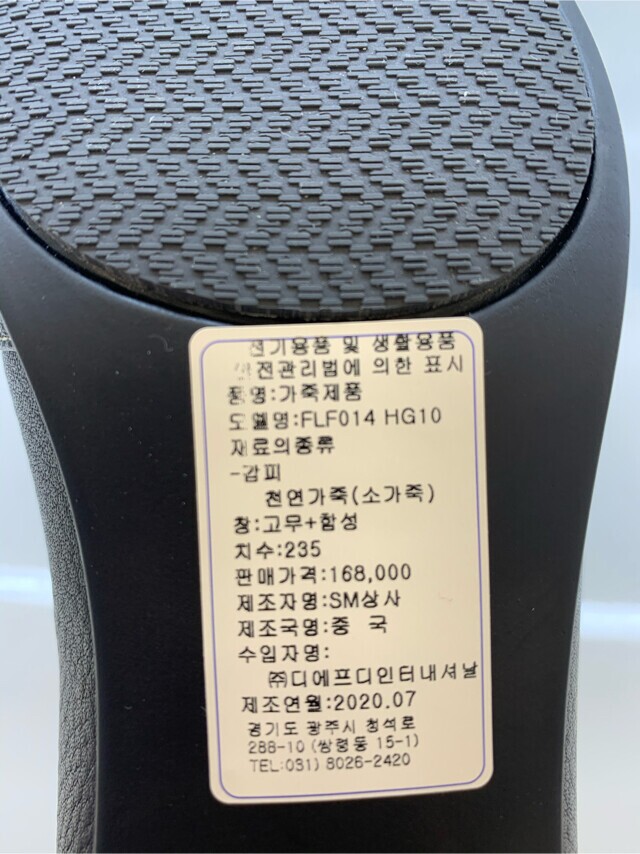 전기용품 및 생활용품
안전관리법에 의한 표시
품명:가죽제품
모델명:FLF014 HG10
재료의종류
-갑피
천연가죽(소가죽)
창:고무+합성
치수:235
판매가격:168,000
제조자명:SM상사
제조국명:중 국
수입자명:
㈜디에프디인터내셔날
제조연월:2020.07
경기도 광주시 청석로
288-10 (쌍령동 15-1)
TEL:031) 8026-2420